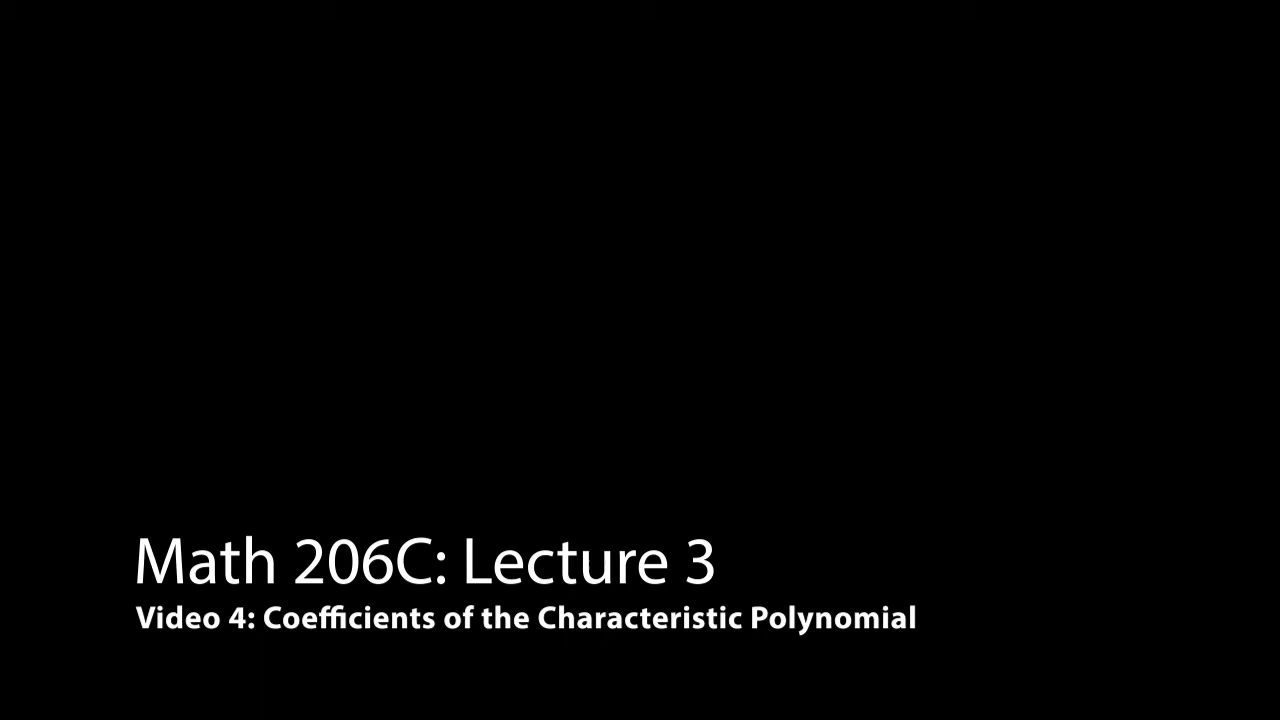 Math 206C: Lecture 3
Video 4: Coefficients of the Characteristic Polynomial